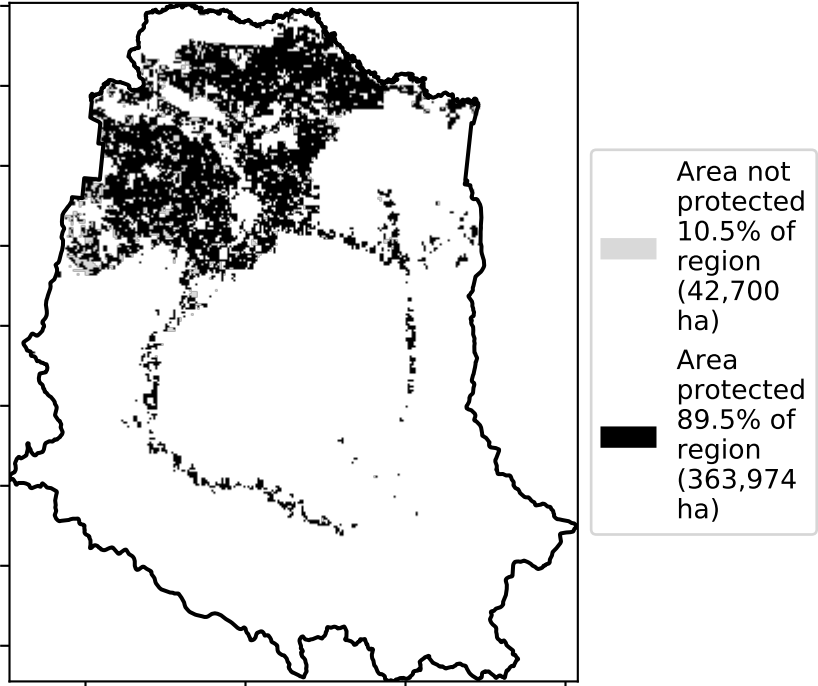 Area not
protected
10.5% of
region
(42,700
ha)
Area
protected
89.5% of
region
(363,974
ha)